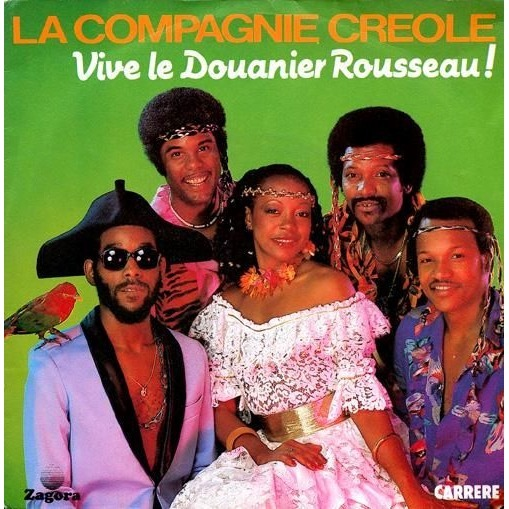 LA COMPAGNIE CREOLE
Vive le Douanier Rousseau!
Zagora
CARRERE